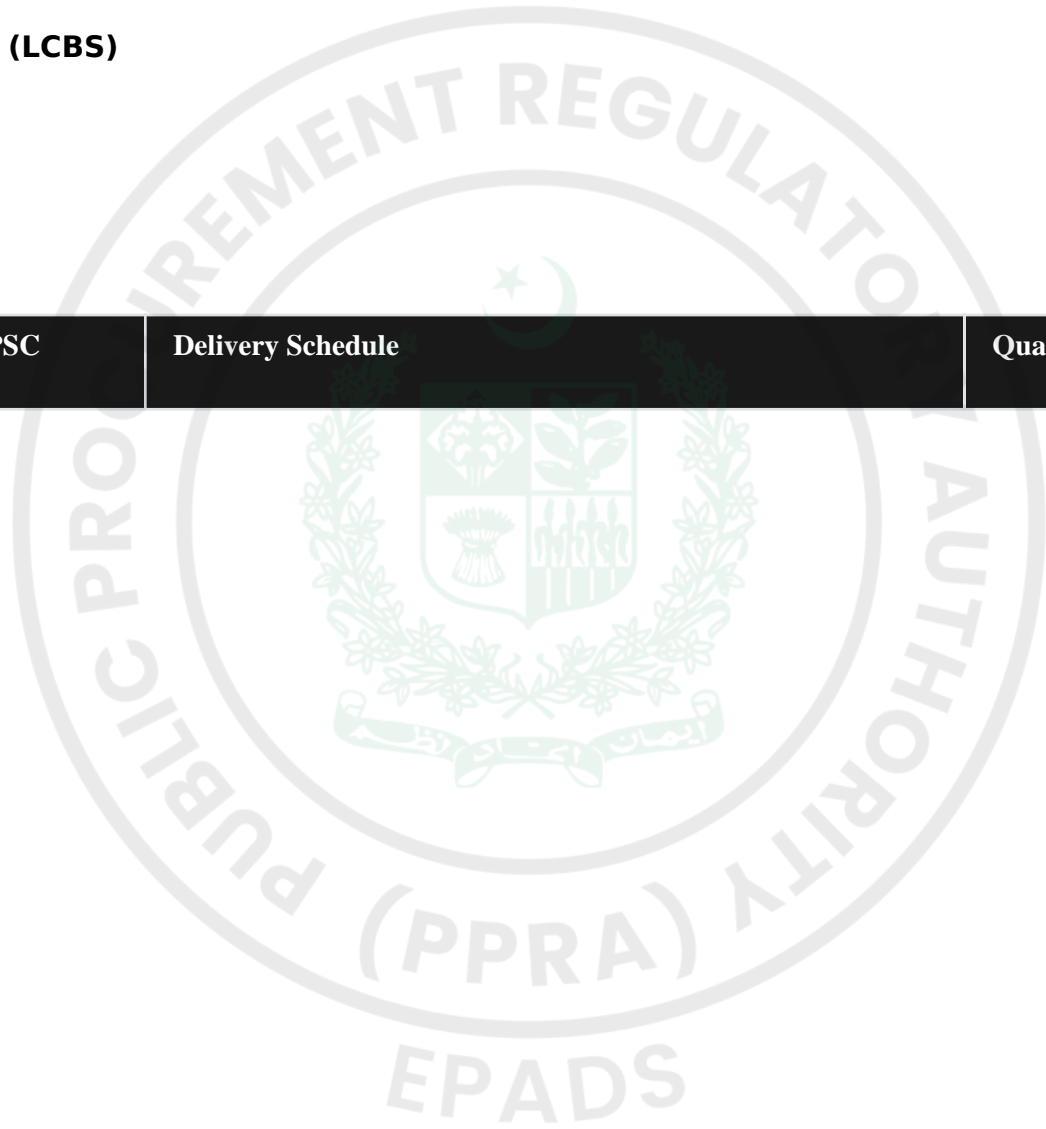 (LCBS)
PSC Delivery Schedule Qua
PUBLIC PROCUREMENT REGULATORY AUTHORITY
(PPRA)
EPADS